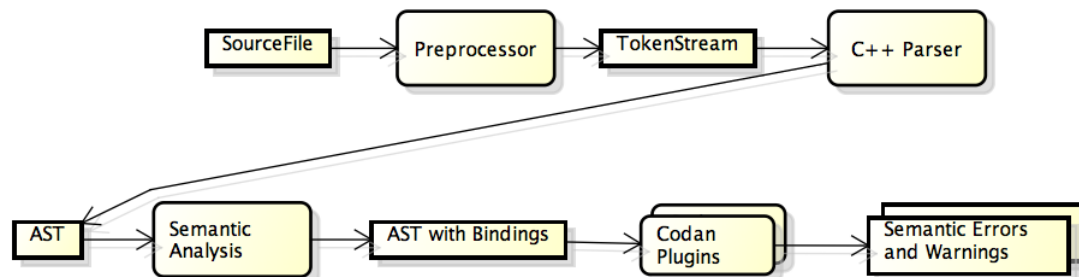 SourceFile
Preprocessor
TokenStream
C++ Parser
AST
Semantic
Analysis
AST with Bindings
Codan
Plugins
Semantic Errors
and Warnings